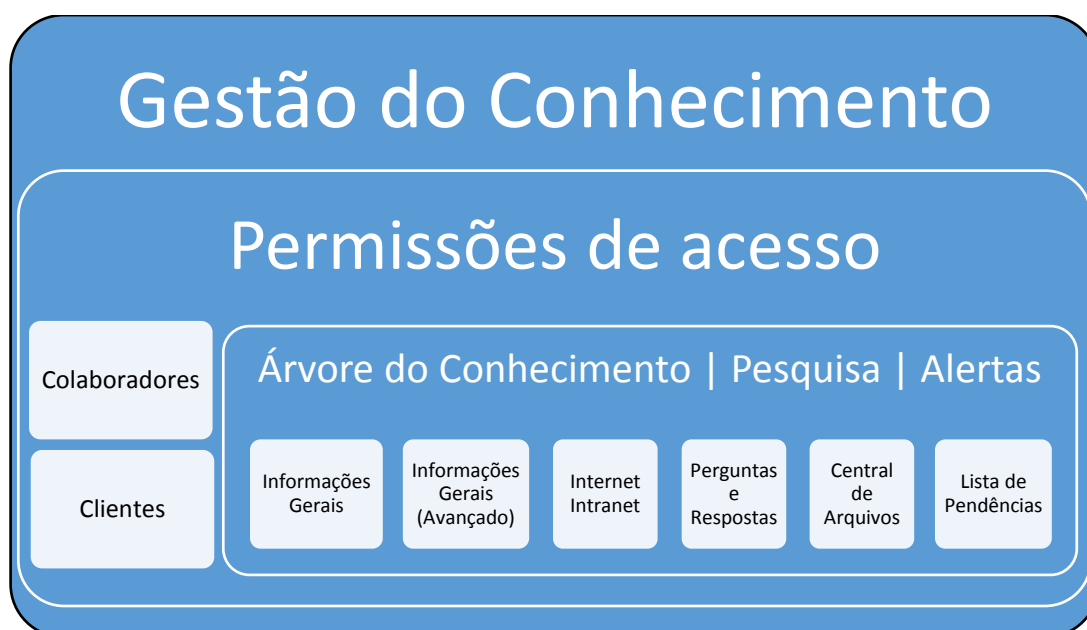 Gestão do Conhecimento
Permissões de acesso
Colaboradores
Clientes
Árvore do Conhecimento | Pesquisa | Alertas
Informações
Gerais
Informações
Gerais
(Avançado)
Internet
Intranet
Perguntas
e
Respostas
Central
de
Arquivos
Lista de
Pendências